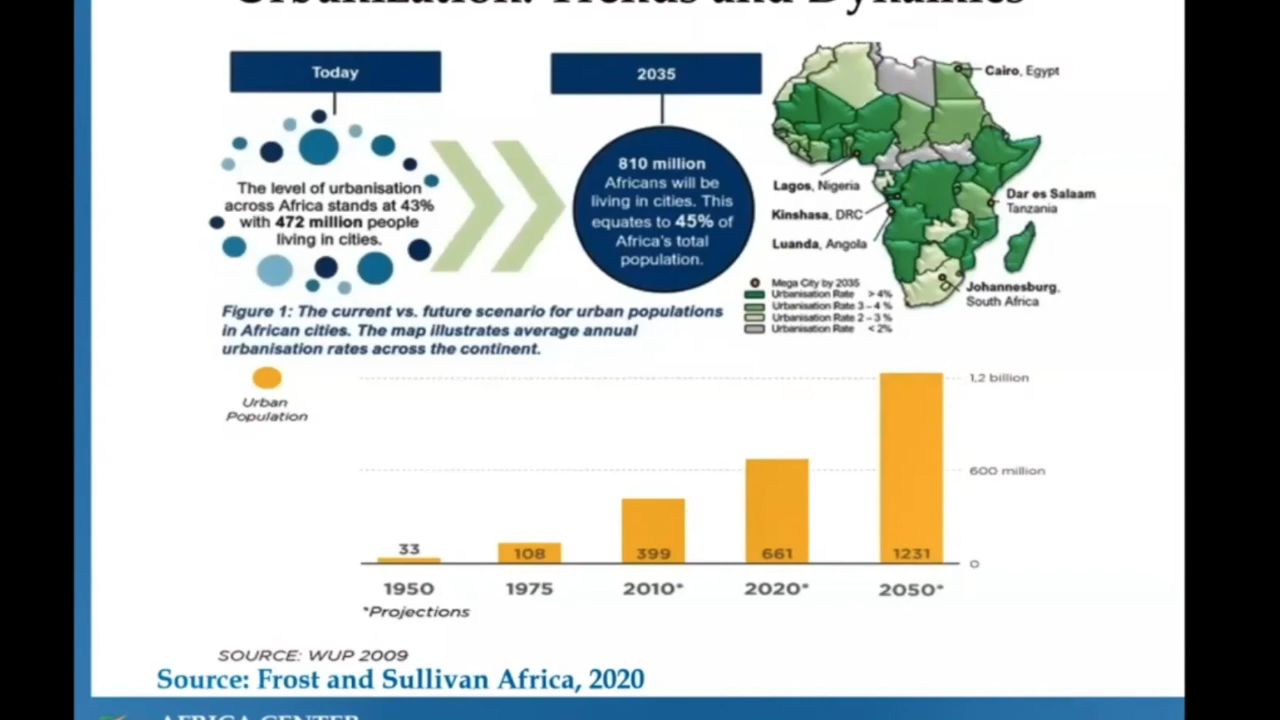 Urbanization: Trends and Dynamics
Today
2035
The level of urbanisation
across Africa stands at 43%
with 472 million people
living in cities.
810 million
Africans will be
living in cities. This
equates to 45% of
Africa's total
population.
Cairo, Egypt
Lagos, Nigeria
Kinshasa, DRC
Luanda, Angola
Dar es Salaam
Tanzania
Johannesburg,
South Africa
Mega City by 2035
Urbanisation Rate >4%
Urbanisation Rate 3-4 %
Urbanisation Rate 2-3 %
Urbanisation Rate <2%
Figure 1: The current vs. future scenario for urban populations
in African cities. The map illustrates average annual
urbanisation rates across the continent.
Urban
Population
1.2 billion
600 million
0
33
108
399
661
1231
1950
1975
2010*
2020*
2050*
*Projections
SOURCE: WUP 2009
Source: Frost and Sullivan Africa, 2020
AFRICA CENTER